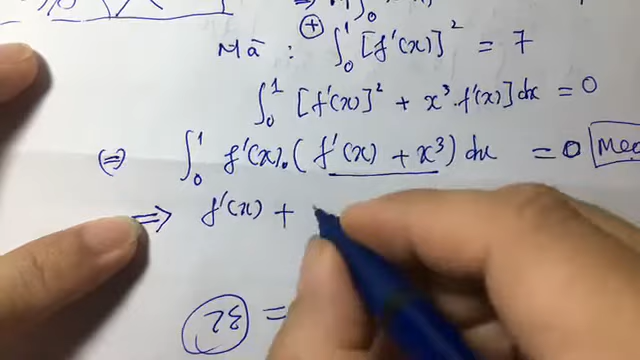 Mà : ⊕ ∫₀¹ [f'(x)]² = 7
∫₀¹ [f'(x)]² + x³.f'(x)] dx = 0
(=) ∫₀¹ f'(x).(f'(x) + x³) dx = 0
=> f'(x) +
=